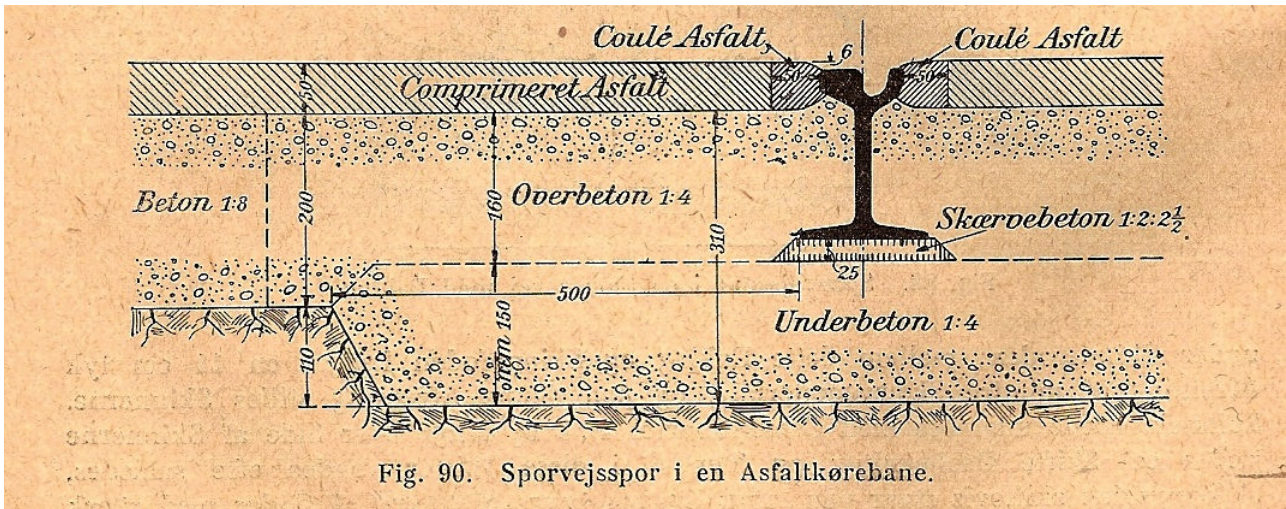 Coulé Asfalt,
6
Coulé Asfalt
50
50
50
Comprimeret Asfalt
Beton 1:8
200
Overbeton 1:4
160
310
Skærvebeton 1:2:2½
25
500
Underbeton 1:4
110
150
Fig. 90. Sporvejsspor i en Asfaltkørebane.